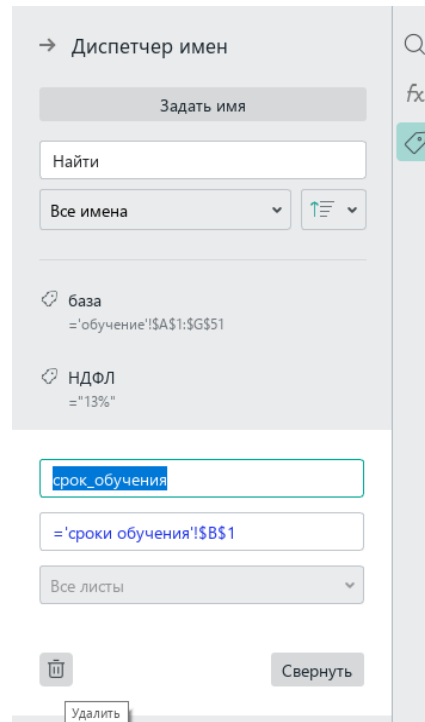 Диспетчер имен
fx
Задать имя
Найти
Все имена
база
='обучение'!$A$1:$G$51
НДФЛ
="13%"
срок_обучения
='сроки обучения'!$B$1
Все листы
Свернуть
Удалить